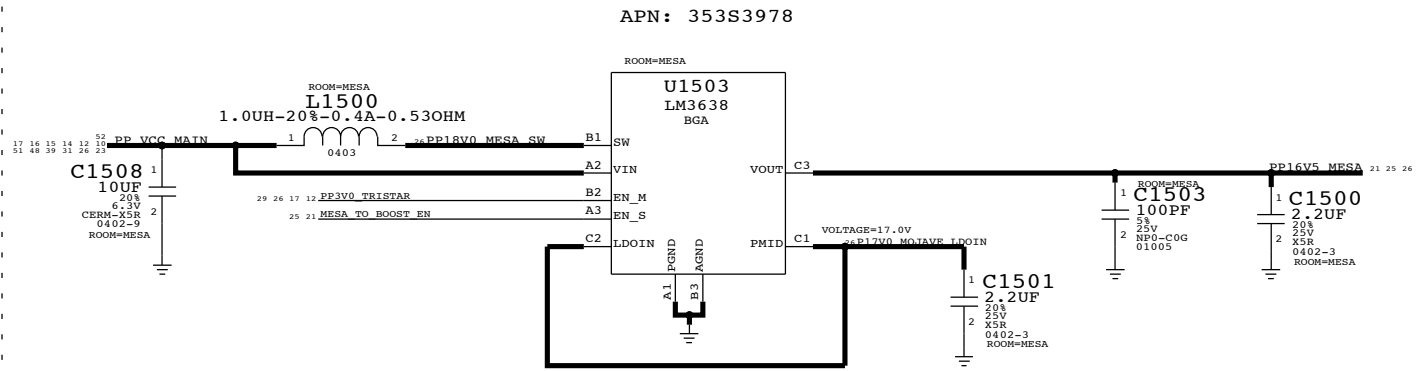 APN: 353S3978
ROOM=MESA
U1503
LM3638
BGA
ROOM=MESA
L1500
1.0UH-20%-0.4A-0.53OHM
1 2
0403
52
17 16 15 14 12 10
51 48 39 31 26 23
PP_VCC_MAIN
26 PP18V0_MESA_SW
B1 SW
A2 VIN
29 26 17 12 PP3V0_TRISTAR
B2 EN_M
25 21 MESA_TO_BOOST_EN
A3 EN_S
C2 LDOIN
VOUT C3
PMID C1
PGND
AGND
A1
B3
C1508
10UF
20%
6.3V
CERM-X5R
0402-9
ROOM=MESA
1
2
PP16V5_MESA 21 25 26
ROOM=MESA
C1503
100PF
5%
25V
NP0-C0G
01005
1
2
C1500
2.2UF
20%
25V
X5R
0402-3
ROOM=MESA
1
2
VOLTAGE=17.0V
26 P17V0_MOJAVE_LDOIN
C1501
2.2UF
20%
25V
X5R
0402-3
ROOM=MESA
1
2